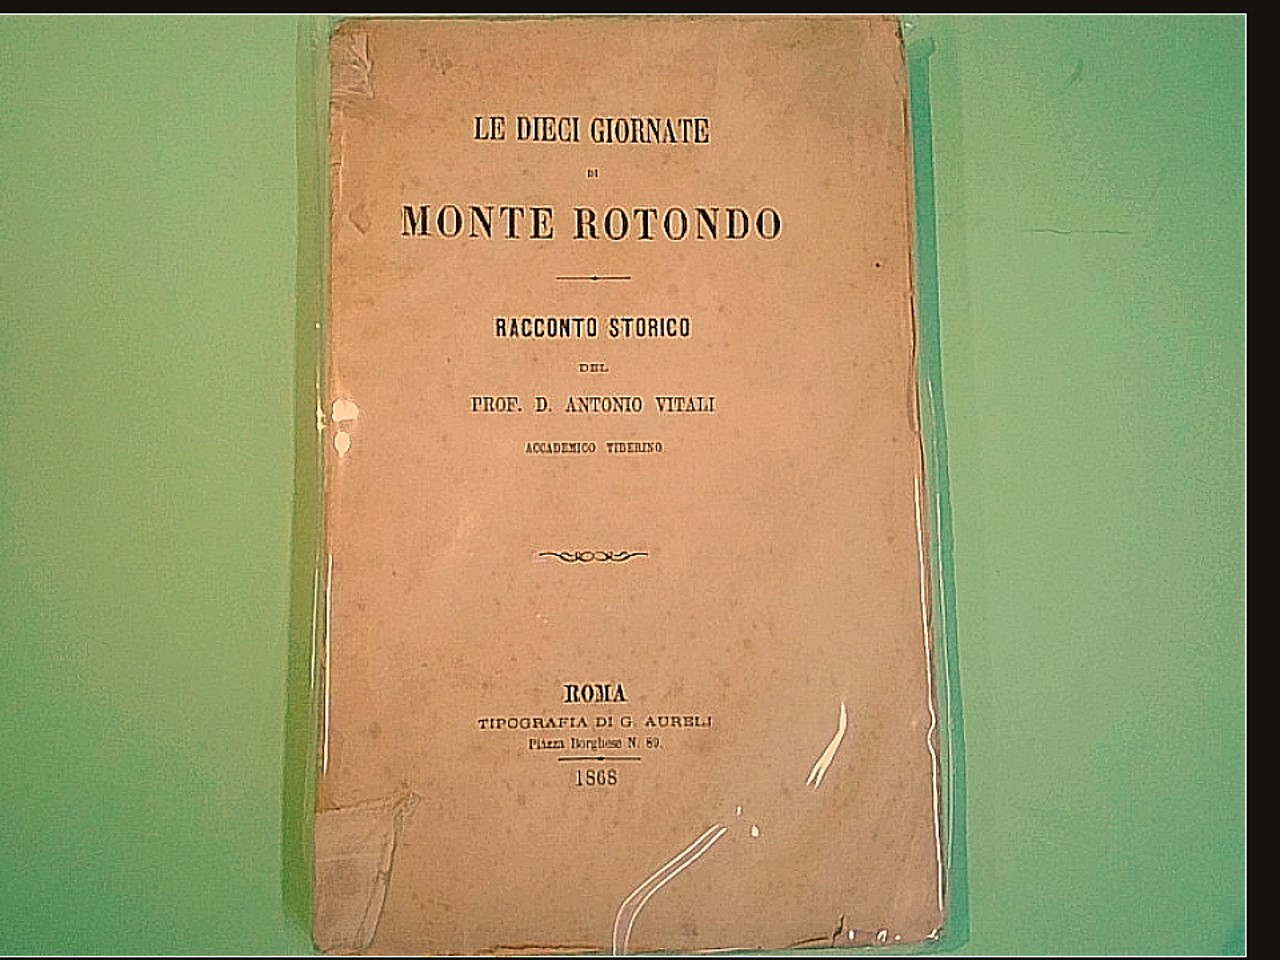 LE DIECI GIORNATE
DI
MONTE ROTONDO
RACCONTO STORICO
DEL
PROF. D. ANTONIO VITALI
ACCADEMICO TIBERINO
ROMA
TIPOGRAFIA DI G. AURELJ
Piazza Borghese N. 89.
1868